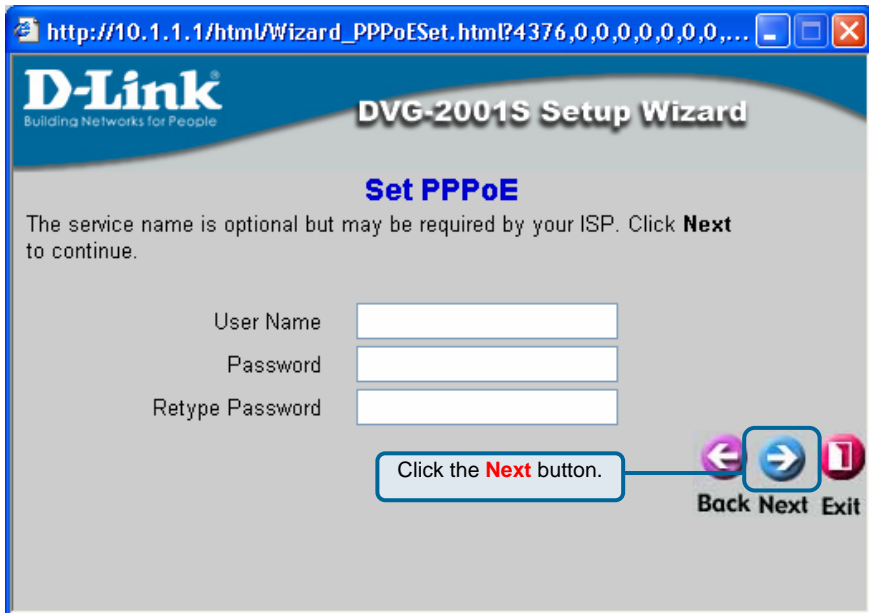 http://10.1.1.1/html/Wizard_PPPoESet.html?4376,0,0,0,0,0,0,0,...
D-Link
Building Networks for People
DVG-2001S Setup Wizard
Set PPPoE
The service name is optional but may be required by your ISP. Click Next
to continue.
User Name
Password
Retype Password
Click the Next button.
Back Next Exit